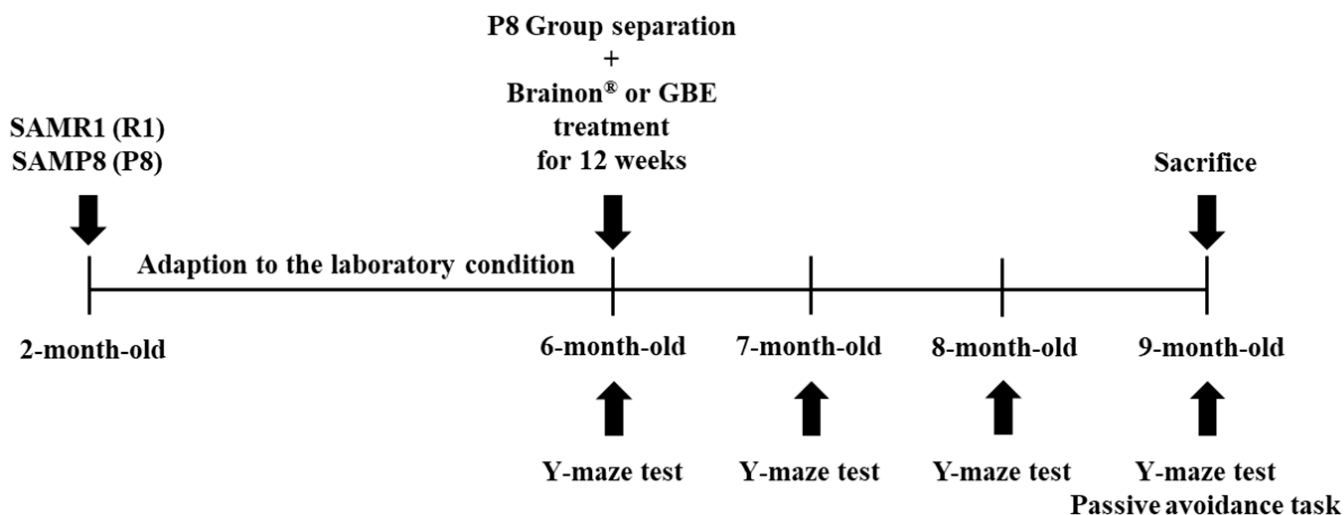 P8 Group separation
+
Brainon® or GBE
treatment
for 12 weeks
SAMR1 (R1)
SAMP8 (P8)
Sacrifice
Adaption to the laboratory condition
2-month-old
6-month-old
7-month-old
8-month-old
9-month-old
Y-maze test
Y-maze test
Y-maze test
Y-maze test
Passive avoidance task